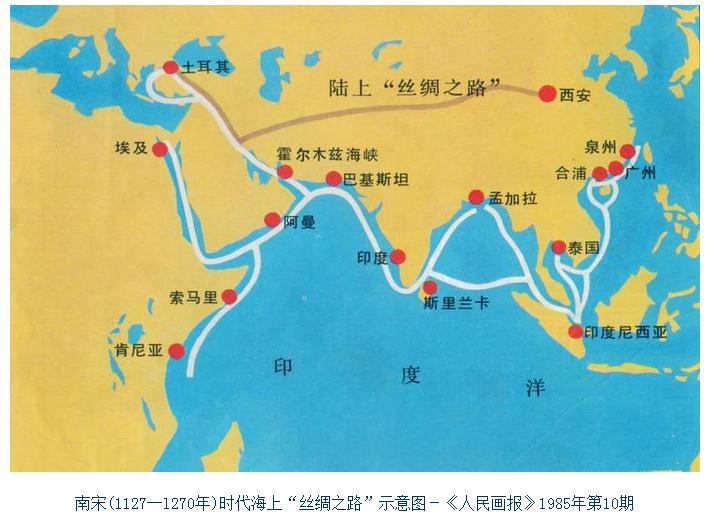 土耳其
陆上“丝绸之路”
西安
埃及
霍尔木兹海峡
巴基斯坦
泉州
合浦
广州
孟加拉
阿曼
泰国
印度
索马里
斯里兰卡
印度尼西亚
肯尼亚
印度洋
南宋(1127—1270年)时代海上“丝绸之路”示意图－《人民画报》1985年第10期